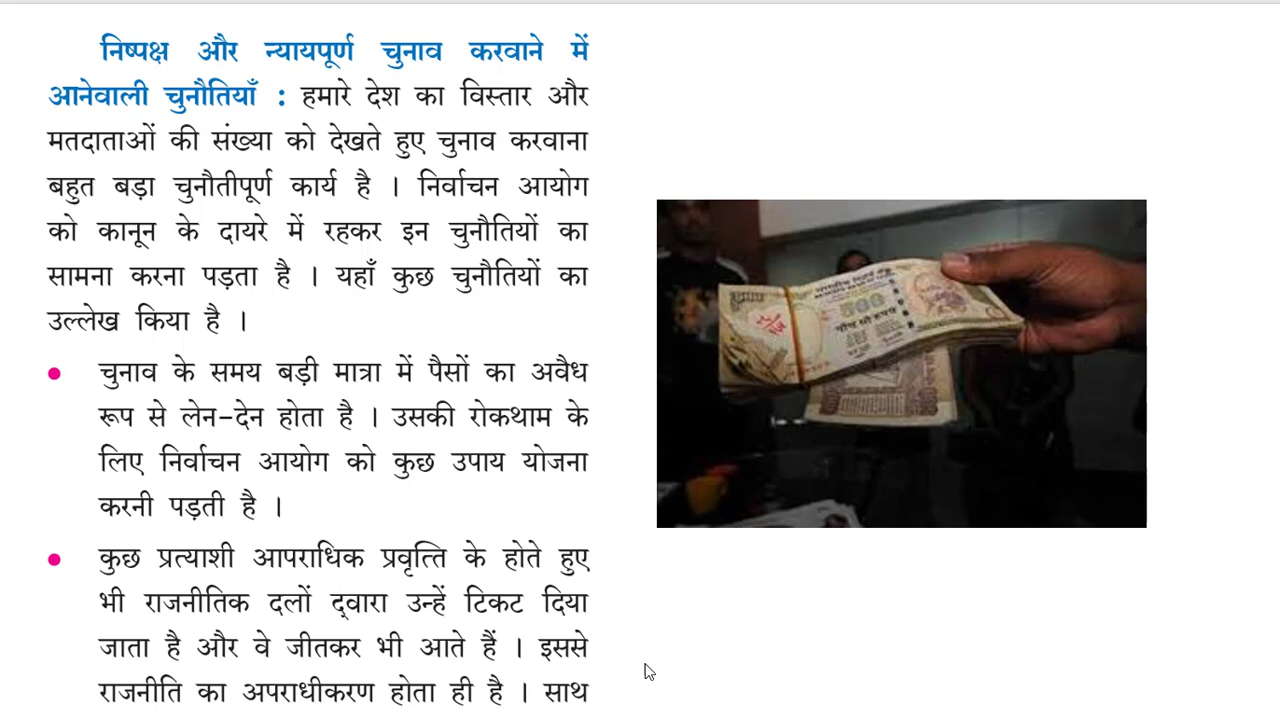 निष्पक्ष और न्यायपूर्ण चुनाव करवाने में
आनेवाली चुनौतियाँ : हमारे देश का विस्तार और
मतदाताओं की संख्या को देखते हुए चुनाव करवाना
बहुत बड़ा चुनौतीपूर्ण कार्य है । निर्वाचन आयोग
को कानून के दायरे में रहकर इन चुनौतियों का
सामना करना पड़ता है । यहाँ कुछ चुनौतियों का
उल्लेख किया है ।
• चुनाव के समय बड़ी मात्रा में पैसों का अवैध
रूप से लेन-देन होता है । उसकी रोकथाम के
लिए निर्वाचन आयोग को कुछ उपाय योजना
करनी पड़ती है ।
• कुछ प्रत्याशी आपराधिक प्रवृत्ति के होते हुए
भी राजनीतिक दलों द्वारा उन्हें टिकट दिया
जाता है और वे जीतकर भी आते हैं । इससे
राजनीति का अपराधीकरण होता ही है । साथ
500